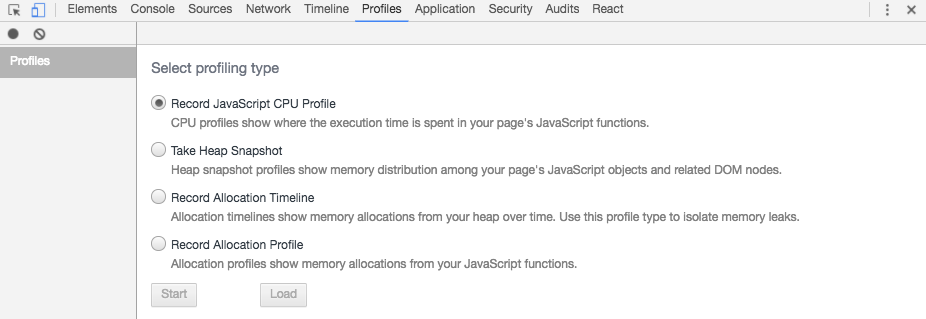 Elements Console Sources Network Timeline Profiles Application Security Audits React
Profiles
Select profiling type
Record JavaScript CPU Profile
CPU profiles show where the execution time is spent in your page's JavaScript functions.
Take Heap Snapshot
Heap snapshot profiles show memory distribution among your page's JavaScript objects and related DOM nodes.
Record Allocation Timeline
Allocation timelines show memory allocations from your heap over time. Use this profile type to isolate memory leaks.
Record Allocation Profile
Allocation profiles show memory allocations from your JavaScript functions.
Start Load